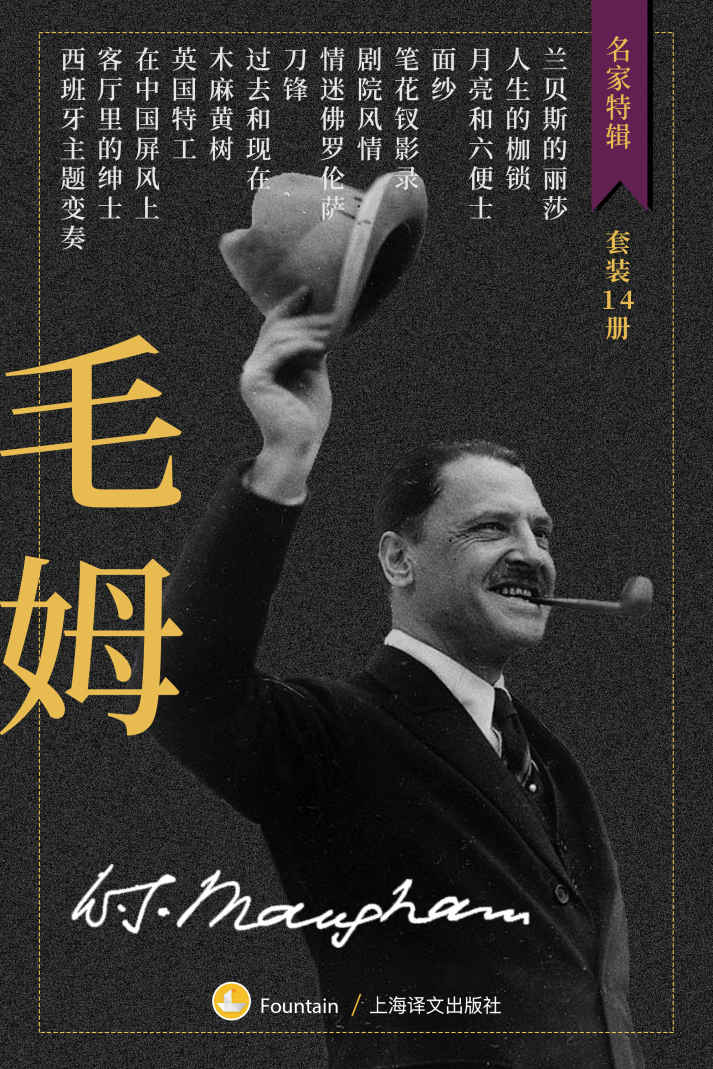 名家特辑
套装14册
兰贝斯的丽莎
人生的枷锁
月亮和六便士
面纱
笔花钗影录
剧院风情
情迷佛罗伦萨
刀锋
过去和现在
木麻黄树
英国特工
在中国屏风上
客厅里的绅士
西班牙主题变奏
毛姆
W.S.Maugham
Fountain / 上海译文出版社